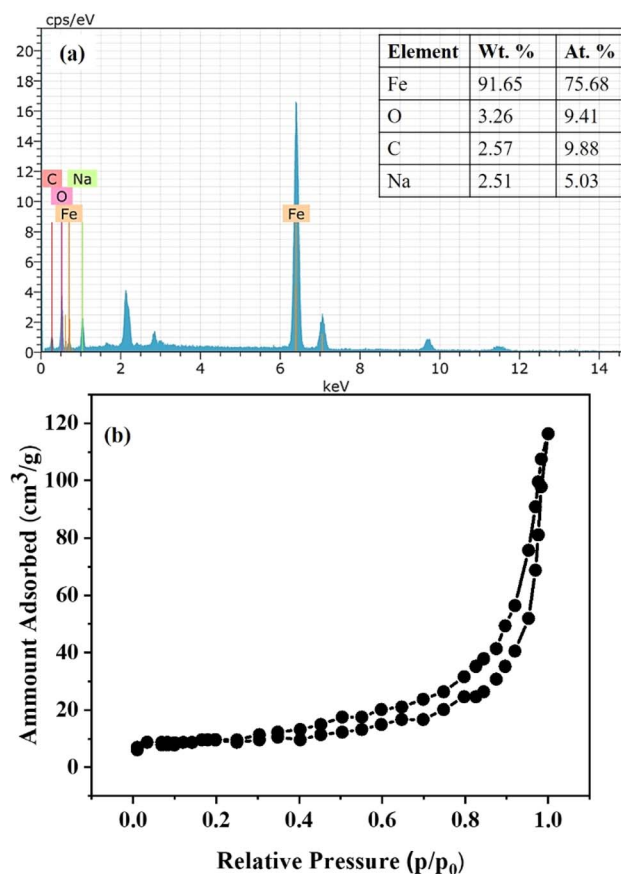 cps/eV
(a)
Element Wt. % At. %
Fe 91.65 75.68
O 3.26 9.41
C 2.57 9.88
Na 2.51 5.03
20
18
16
14
12
10
8
6
4
2
0
C Na
O
Fe
Fe
0 2 4 6 8 10 12 14
keV
(b)
Ammount Adsorbed (cm³/g)
120
100
80
60
40
20
0
0.0 0.2 0.4 0.6 0.8 1.0
Relative Pressure (p/p₀)